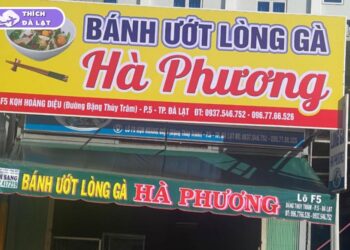 THÍCH
ĐÀ LẠT
BÁNH ƯỚT LÒNG GÀ
Hà Phương
F5 KQH HOÀNG DIỆU (Đường Đặng Thùy Trâm) - P.5 - TP. ĐÀ LẠT ĐT: 0937.546.752 - 096.77.66.526
BÁNH ƯỚT LÒNG GÀ HÀ PHƯƠNG
Lô F5